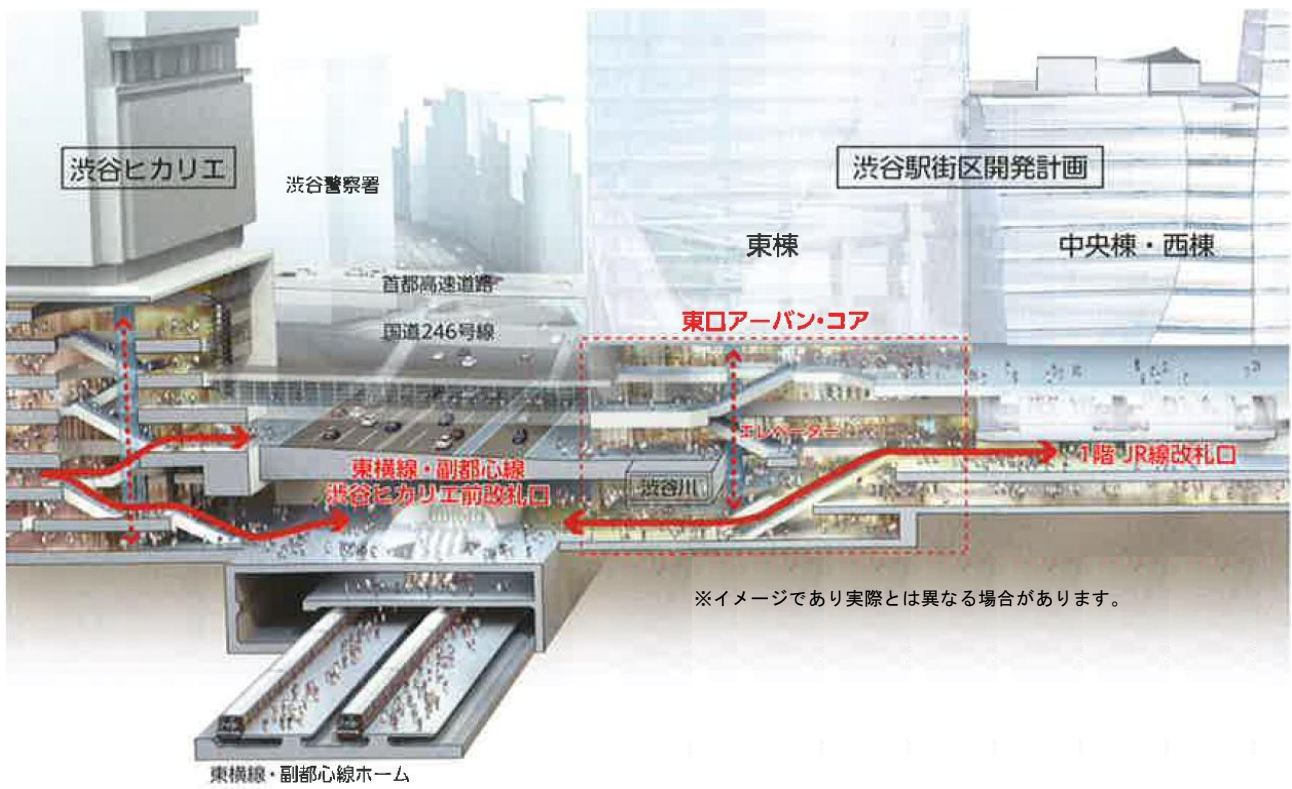 渋谷ヒカリエ
渋谷警察署
渋谷駅街区開発計画
東棟
中央棟・西棟
首都高速道路
国道246号線
東口アーバン・コア
エレベーター
1階 JR線改札口
東横線・副都心線
渋谷ヒカリエ前改札口
渋谷川
※イメージであり実際とは異なる場合があります。
東横線・副都心線ホーム